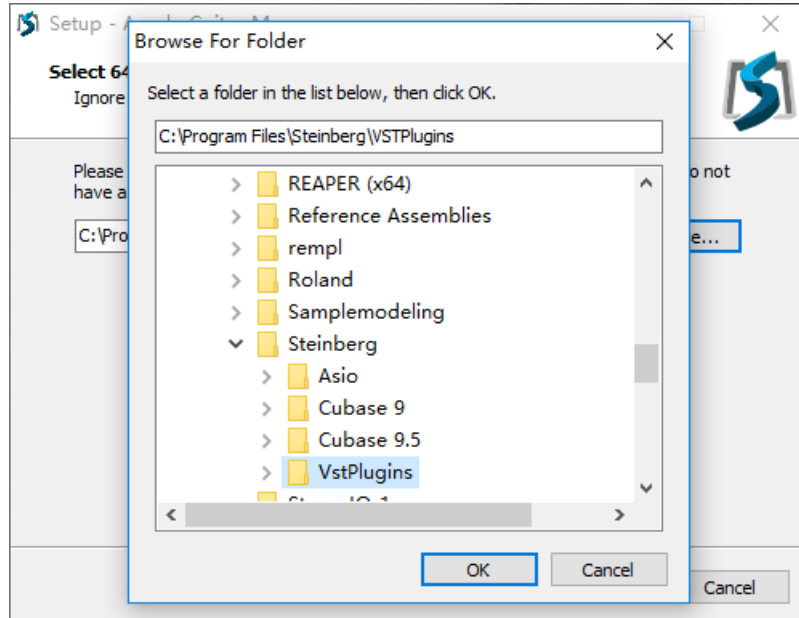 Setup -
Browse For Folder
Select 64
Ignore
Select a folder in the list below, then click OK.
C:\Program Files\Steinberg\VSTPlugins
Please
have a
o not
C:\Pro
e...
REAPER (x64)
Reference Assemblies
rempl
Roland
Samplemodeling
Steinberg
Asio
Cubase 9
Cubase 9.5
VstPlugins
OK
Cancel
Cancel